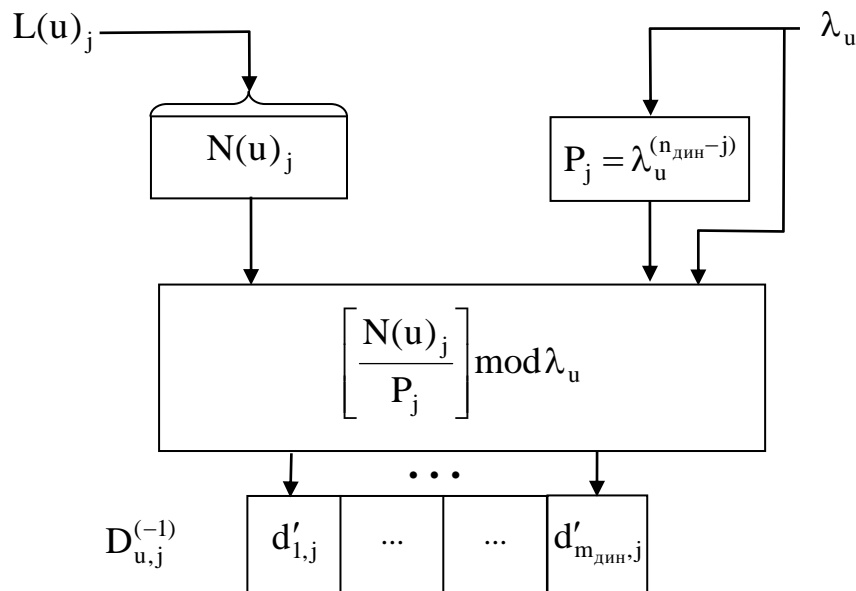 L(u)_j
λ_u
N(u)_j
P_j = λ_u^(n_дин−j)
[N(u)_j / P_j] mod λ_u
...
D_{u,j}^{(−1)} d′_{1,j} ... ... d′_{m_дин,j}